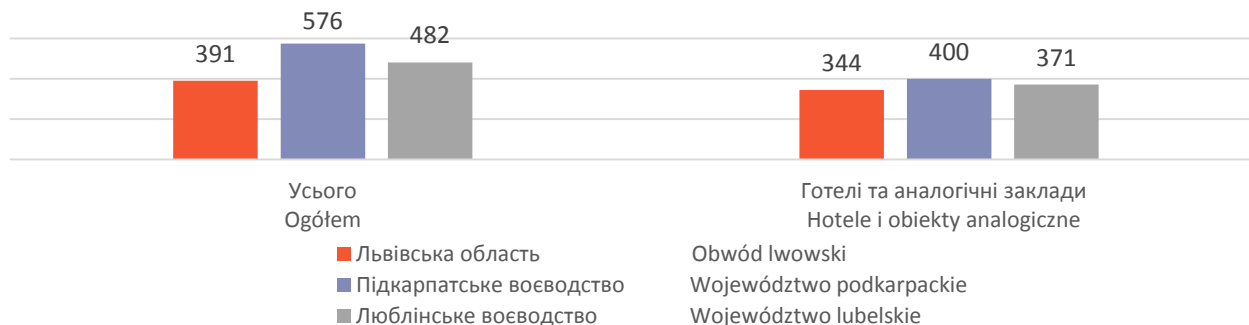 391 576 482
344 400 371
Усього
Ogółem
Готелі та аналогічні заклади
Hotele i obiekty analogiczne
Львівська область Obwód lwowski
Підкарпатське воєводство Województwo podkarpackie
Люблінське воєводство Województwo lubelskie